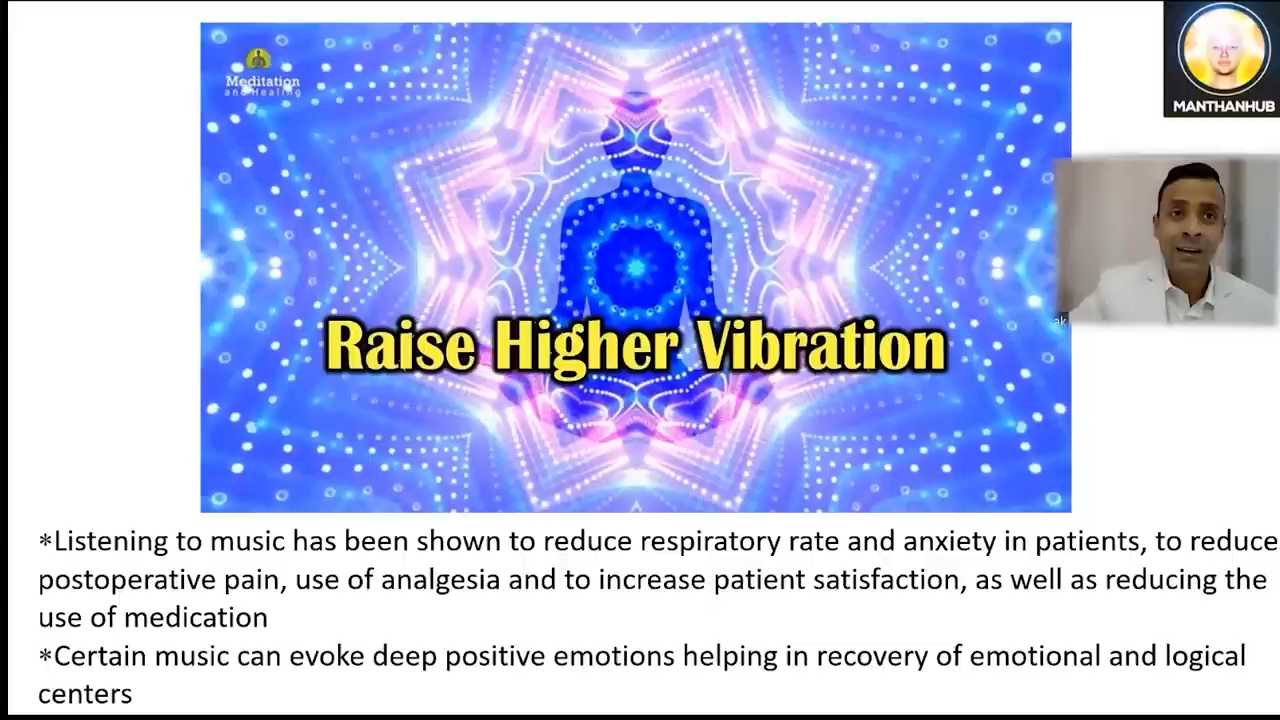 Meditation
and Healing
MANTHANHUB
ak
Raise Higher Vibration
*Listening to music has been shown to reduce respiratory rate and anxiety in patients, to reduce
postoperative pain, use of analgesia and to increase patient satisfaction, as well as reducing the
use of medication
*Certain music can evoke deep positive emotions helping in recovery of emotional and logical
centers